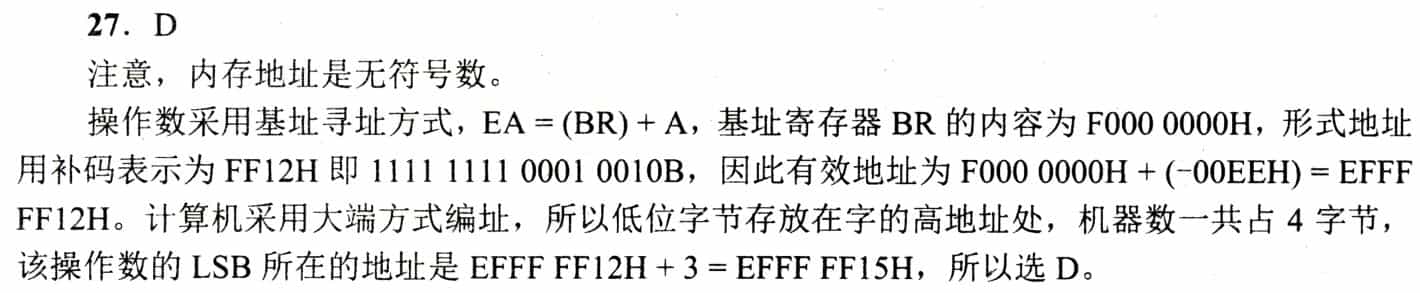 27. D
注意，内存地址是无符号数。
操作数采用基址寻址方式，EA = (BR) + A，基址寄存器 BR 的内容为 F000 0000H，形式地址
用补码表示为 FF12H 即 1111 1111 0001 0010B，因此有效地址为 F000 0000H + (−00EEH) = EFFF
FF12H。计算机采用大端方式编址，所以低位字节存放在字的高地址处，机器数一共占 4 字节，
该操作数的 LSB 所在的地址是 EFFF FF12H + 3 = EFFF FF15H，所以选 D。